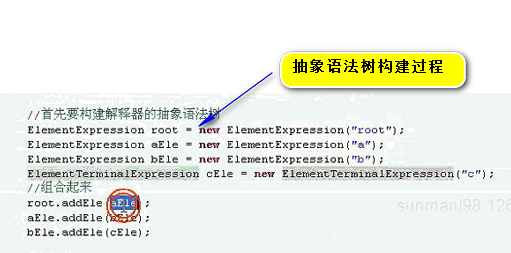 抽象语法树构建过程
//首先要构建解释器的抽象语法树
ElementExpression root = new ElementExpression("root");
ElementExpression aEle = new ElementExpression("a");
ElementExpression bEle = new ElementExpression("b");
ElementTerminalExpression cEle = new ElementTerminalExpression("c");
//组合起来
root.addEle(aEle);
aEle.addEle(bEle);
bEle.addEle(cEle);
sunman198.126